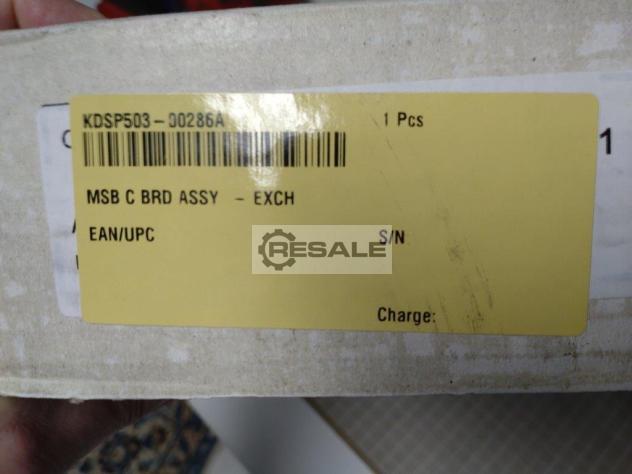 KDSP503-00286A 1 Pcs
MSB C BRD ASSY - EXCH
EAN/UPC S/N
RESALE
Charge:
1